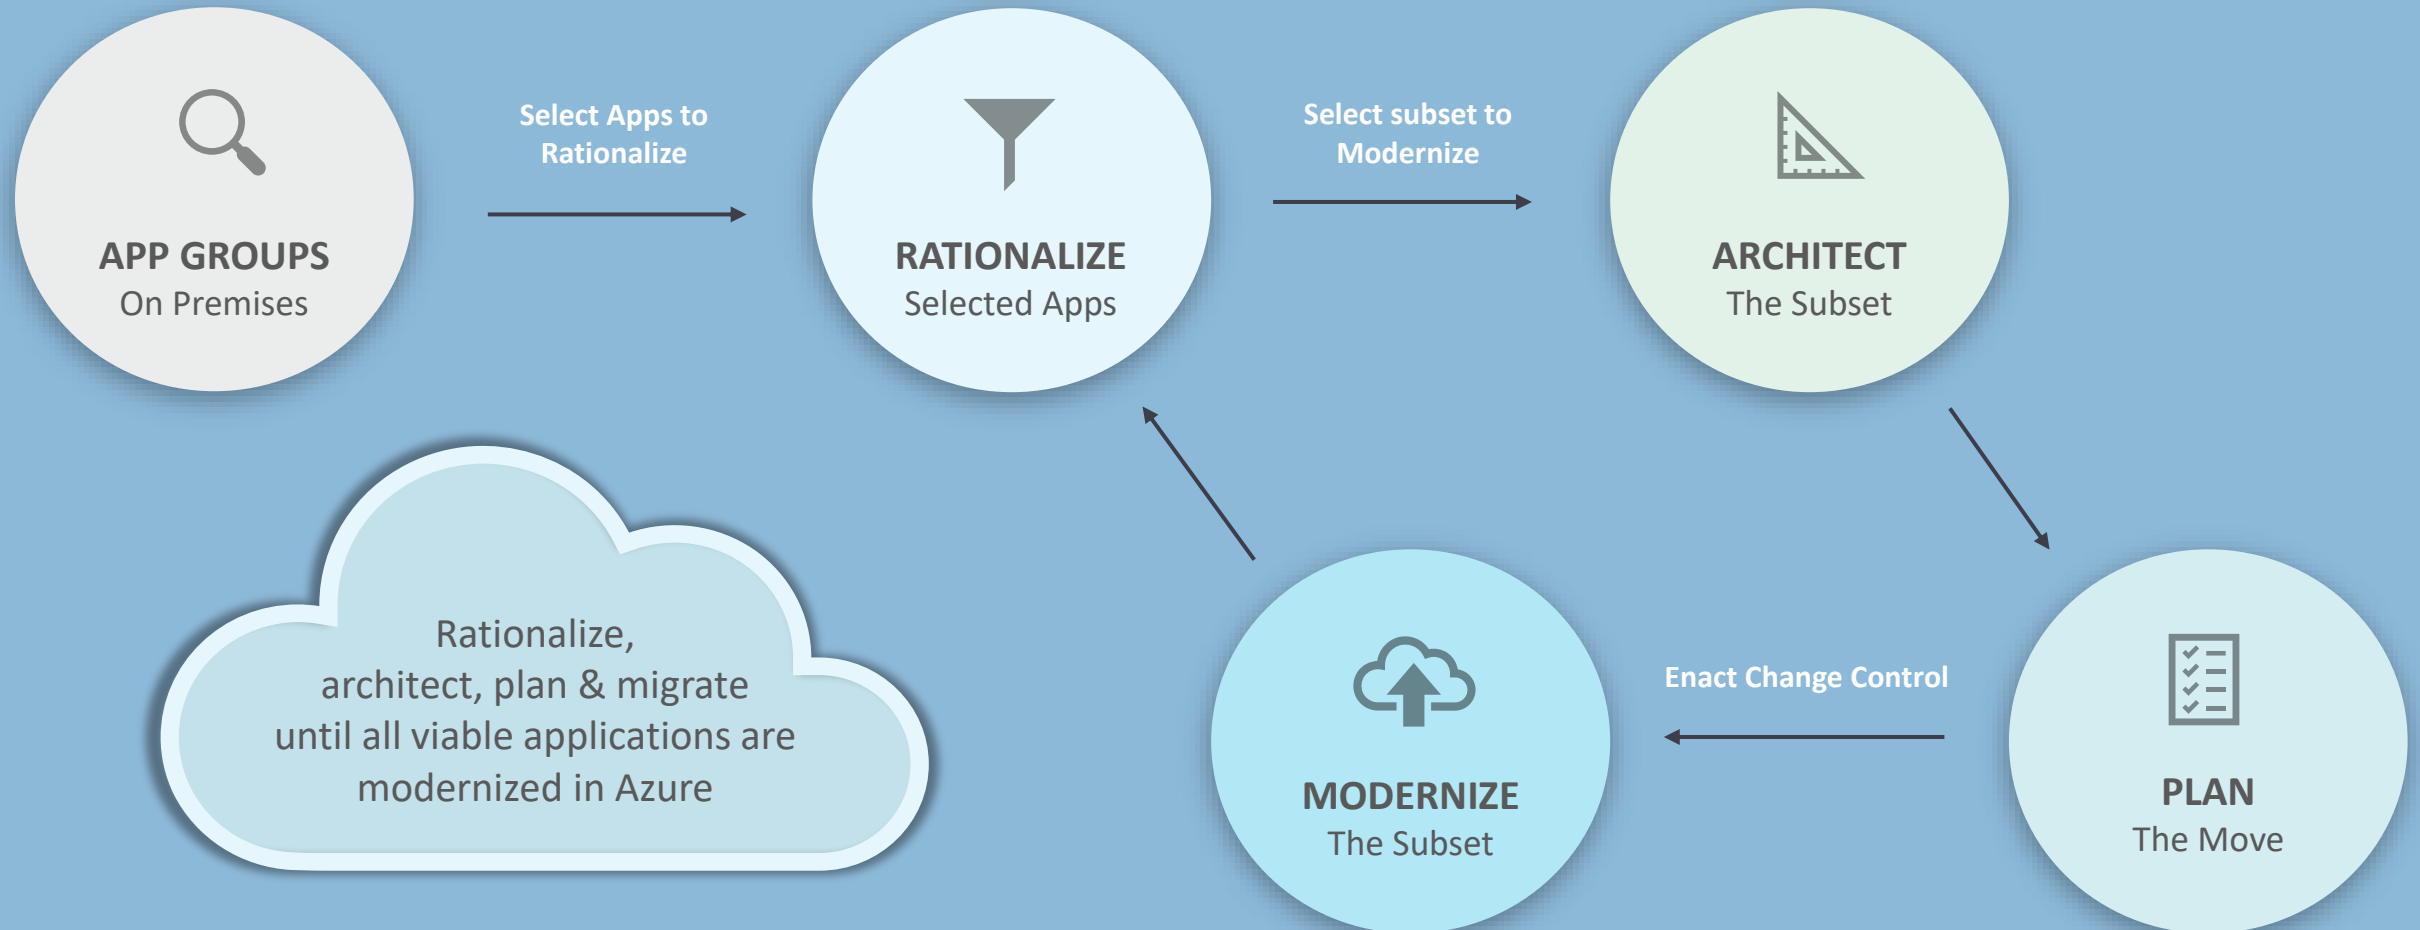 APP GROUPS
On Premises
Select Apps to
Rationalize
RATIONALIZE
Selected Apps
Select subset to
Modernize
ARCHITECT
The Subset
Rationalize,
architect, plan & migrate
until all viable applications are
modernized in Azure
MODERNIZE
The Subset
Enact Change Control
PLAN
The Move